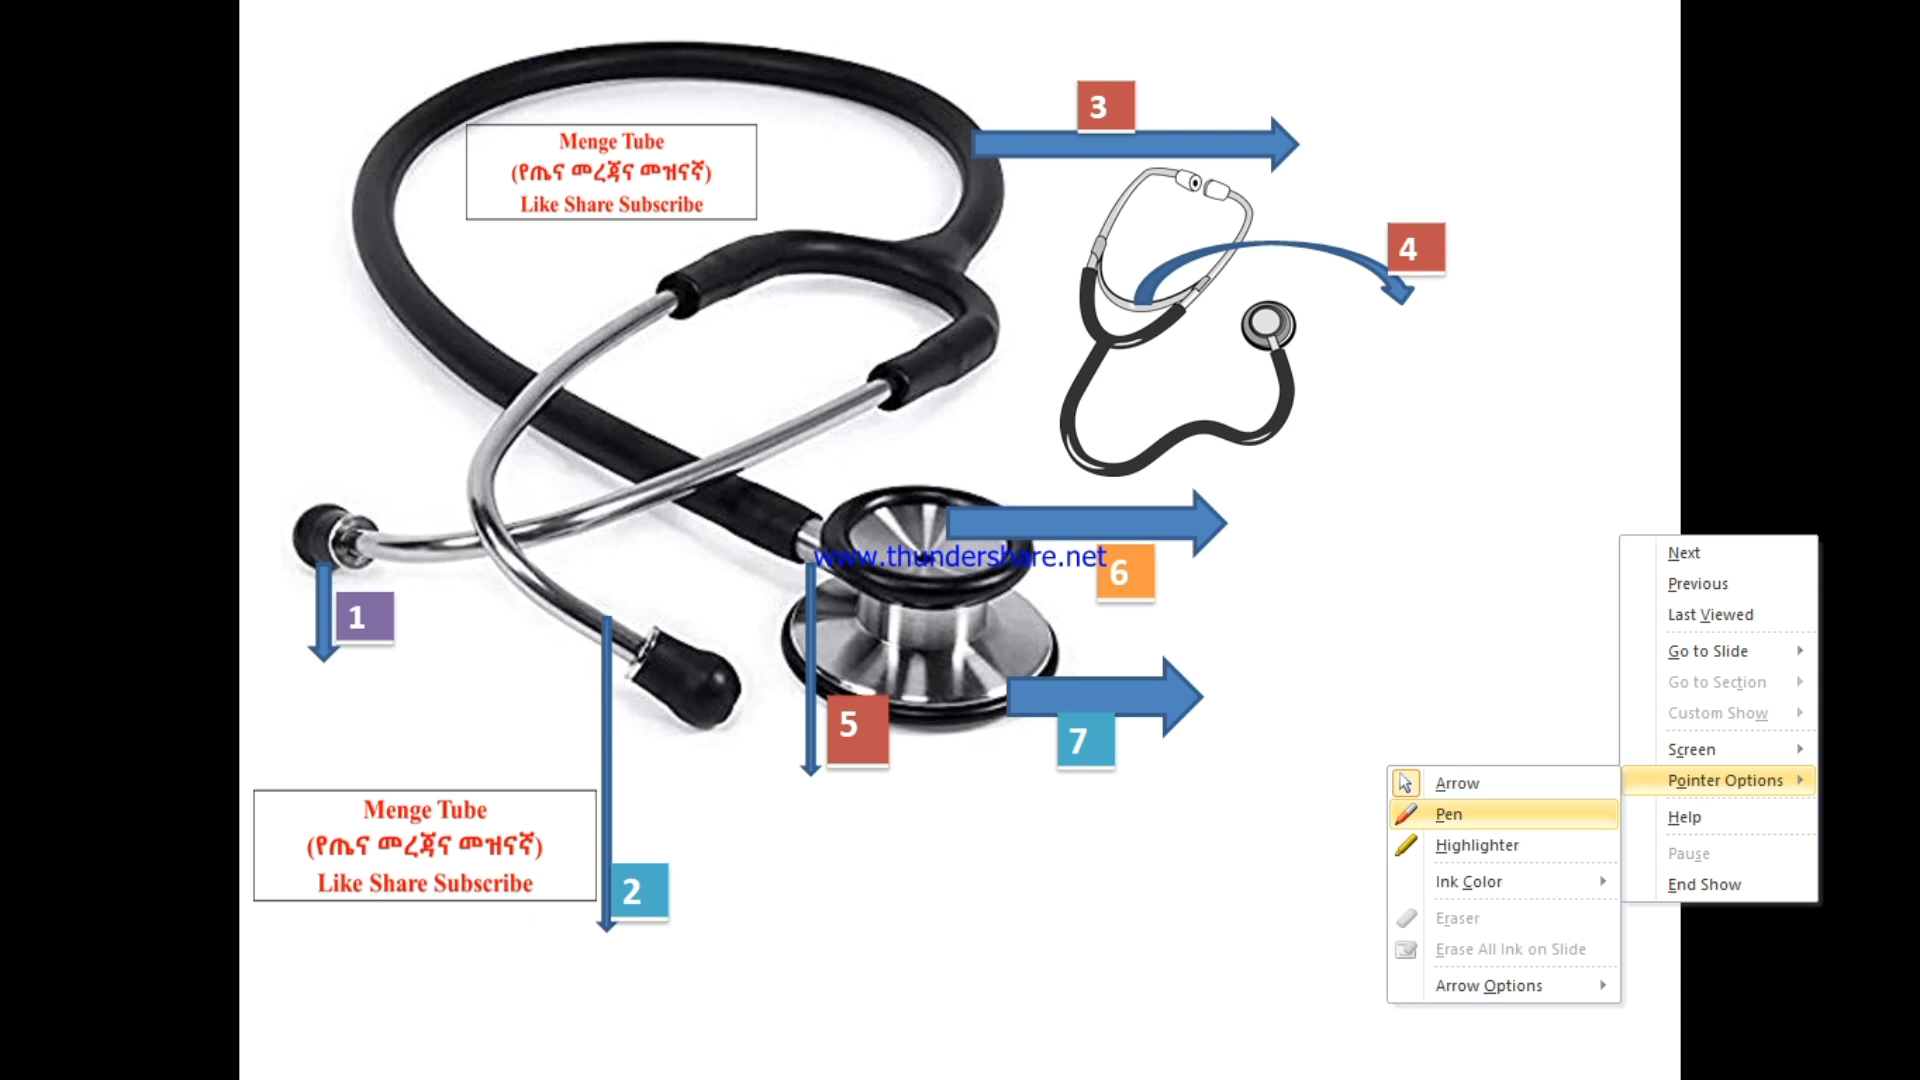 3
Menge Tube
(የጤና መረጃና መዝናኛ)
Like Share Subscribe
4
www.thundershare.net
6
1
5
7
Menge Tube
(የጤና መረጃና መዝናኛ)
Like Share Subscribe
2
Next
Previous
Last Viewed
Go to Slide
Go to Section
Custom Show
Screen
Pointer Options
Help
Pause
End Show
Arrow
Pen
Highlighter
Ink Color
Eraser
Erase All Ink on Slide
Arrow Options